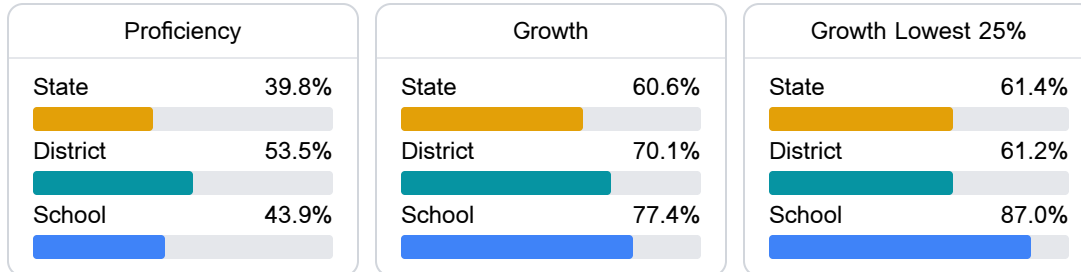 Proficiency
State 39.8%
District 53.5%
School 43.9%
Growth
State 60.6%
District 70.1%
School 77.4%
Growth Lowest 25%
State 61.4%
District 61.2%
School 87.0%